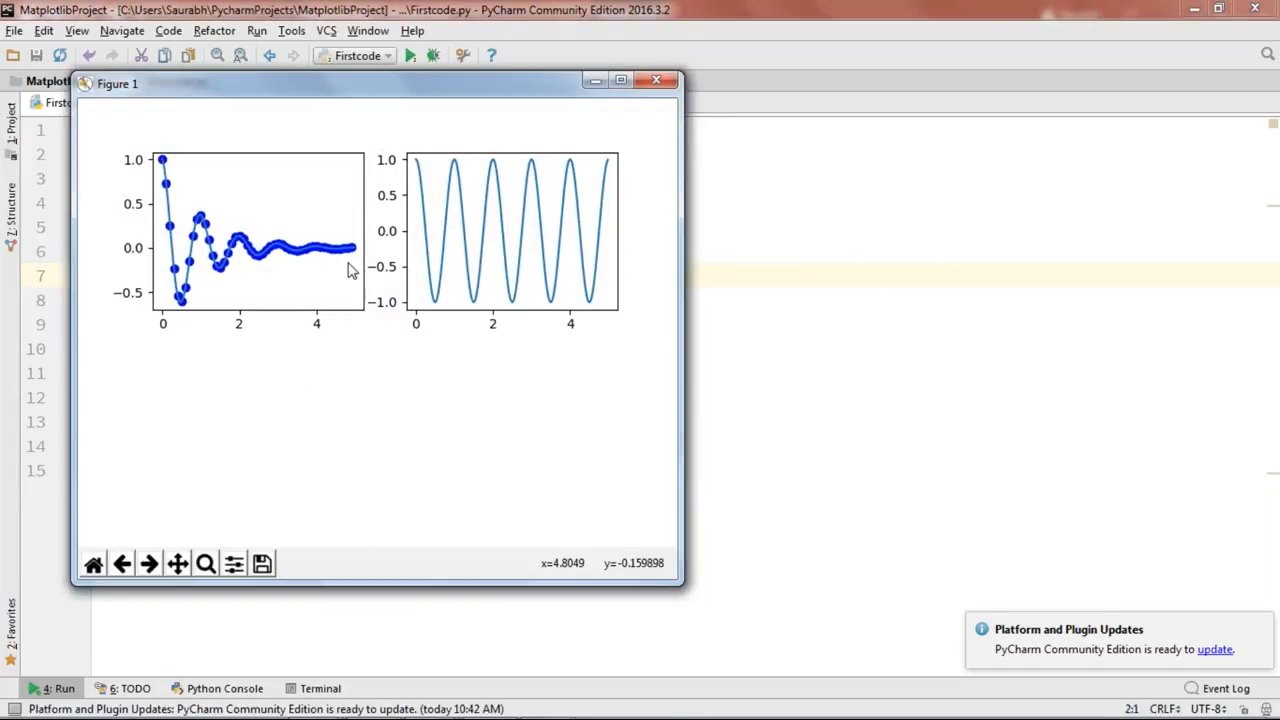 MatplotlibProject - [C:\Users\Saurabh\PycharmProjects\MatplotlibProject] - ...\Firstcode.py - PyCharm Community Edition 2016.3.2
File Edit View Navigate Code Refactor Run Tools VCS Window Help
Firstcode
Matplotl
Figure 1
Firstc
1: Project
Z: Structure
2: Favorites
1
2
3
4
5
6
7
8
9
10
11
12
13
14
15
1.0
0.5
0.0
−0.5
0 2 4
1.0
0.5
0.0
−0.5
−1.0
0 2 4
x=4.8049 y=-0.159898
Platform and Plugin Updates
PyCharm Community Edition is ready to update.
4: Run 6: TODO Python Console Terminal Event Log
Platform and Plugin Updates: PyCharm Community Edition is ready to update. (today 10:42 AM) 2:1 CRLF÷ UTF-8÷